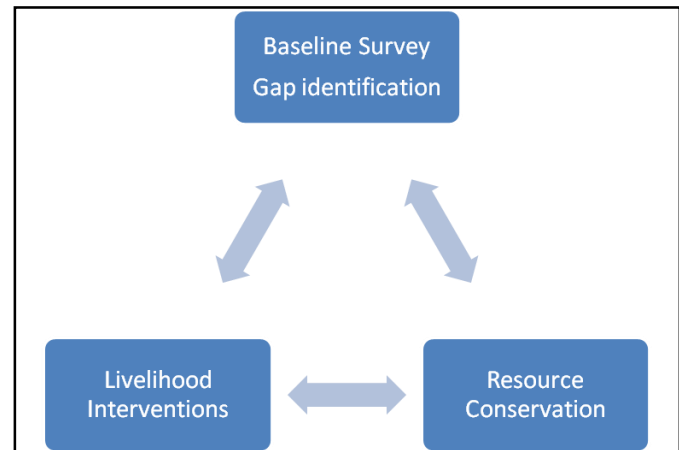 Baseline Survey
Gap identification
Livelihood
Interventions
Resource
Conservation